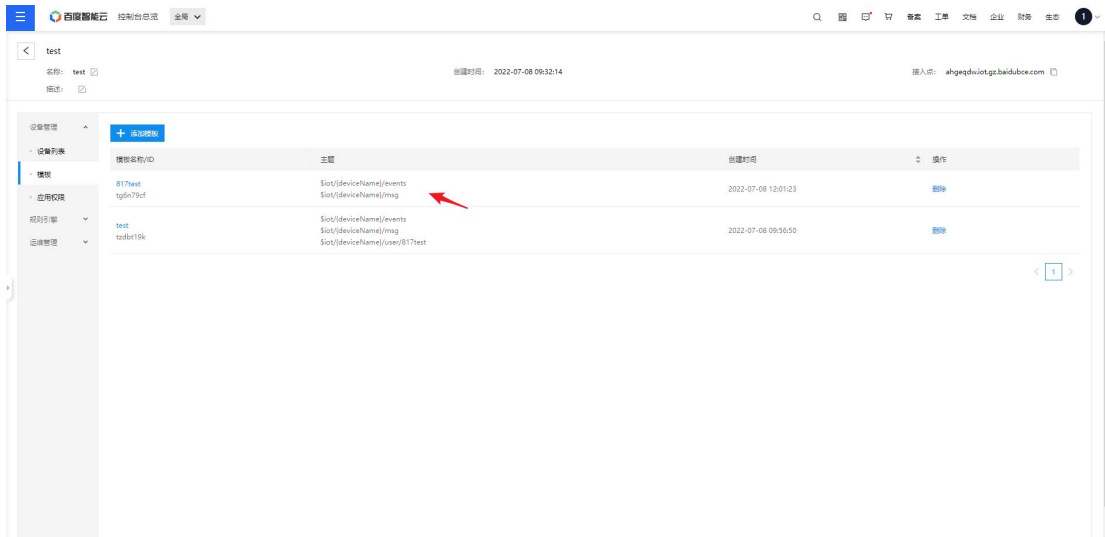 百度智能云 控制台总览 全局 备案 工单 文档 企业 财务 生态 1
test
名称： test 创建时间： 2022-07-08 09:32:14 接入点： ahgeqdw.iot.gz.baidubce.com
描述：
设备管理
设备列表
模板
应用权限
规则引擎
运维管理
+ 添加模板
模板名称/ID 主题 创建时间 操作
817test $iot/{deviceName}/events 2022-07-08 12:01:23 删除
tg6n79cf $iot/{deviceName}/msg
test $iot/{deviceName}/events 2022-07-08 09:56:50 删除
tzdbt19k $iot/{deviceName}/msg
$iot/{deviceName}/user/817test
1